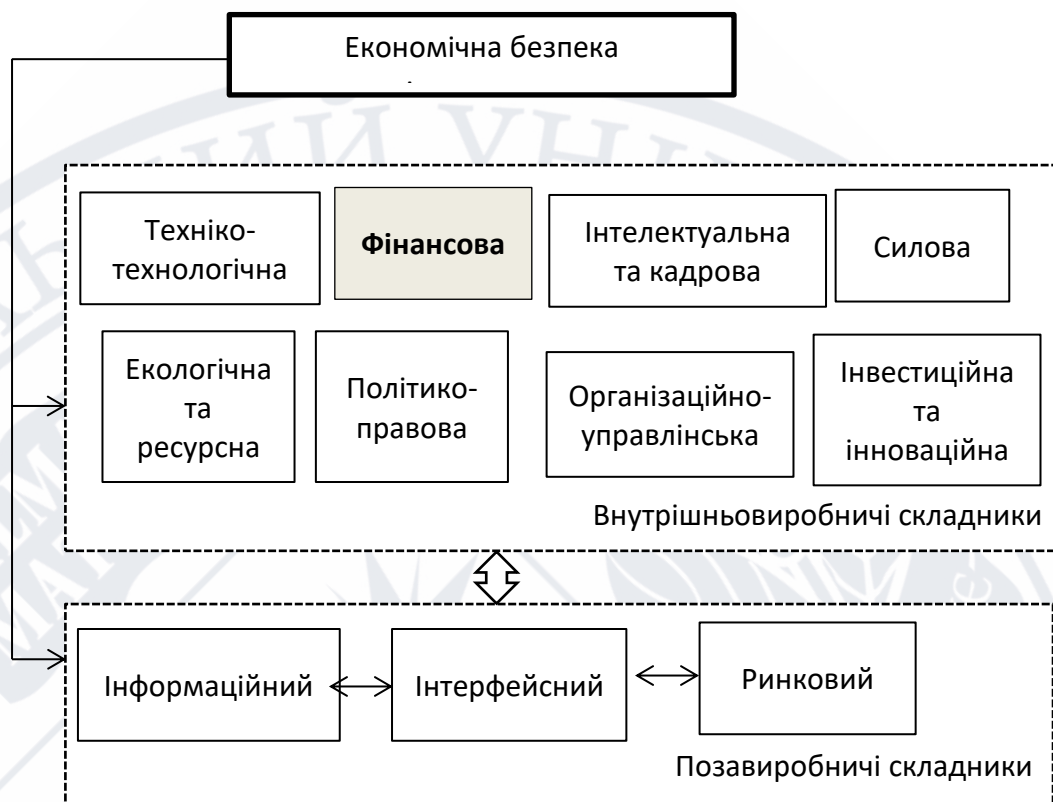 Економічна безпека
Техніко-
технологічна
Фінансова
Інтелектуальна
та кадрова
Силова
Екологічна
та
ресурсна
Політико-
правова
Організаційно-
управлінська
Інвестиційна
та
інноваційна
Внутрішньовиробничі складники
Інформаційний
Інтерфейсний
Ринковий
Позавиробничі складники